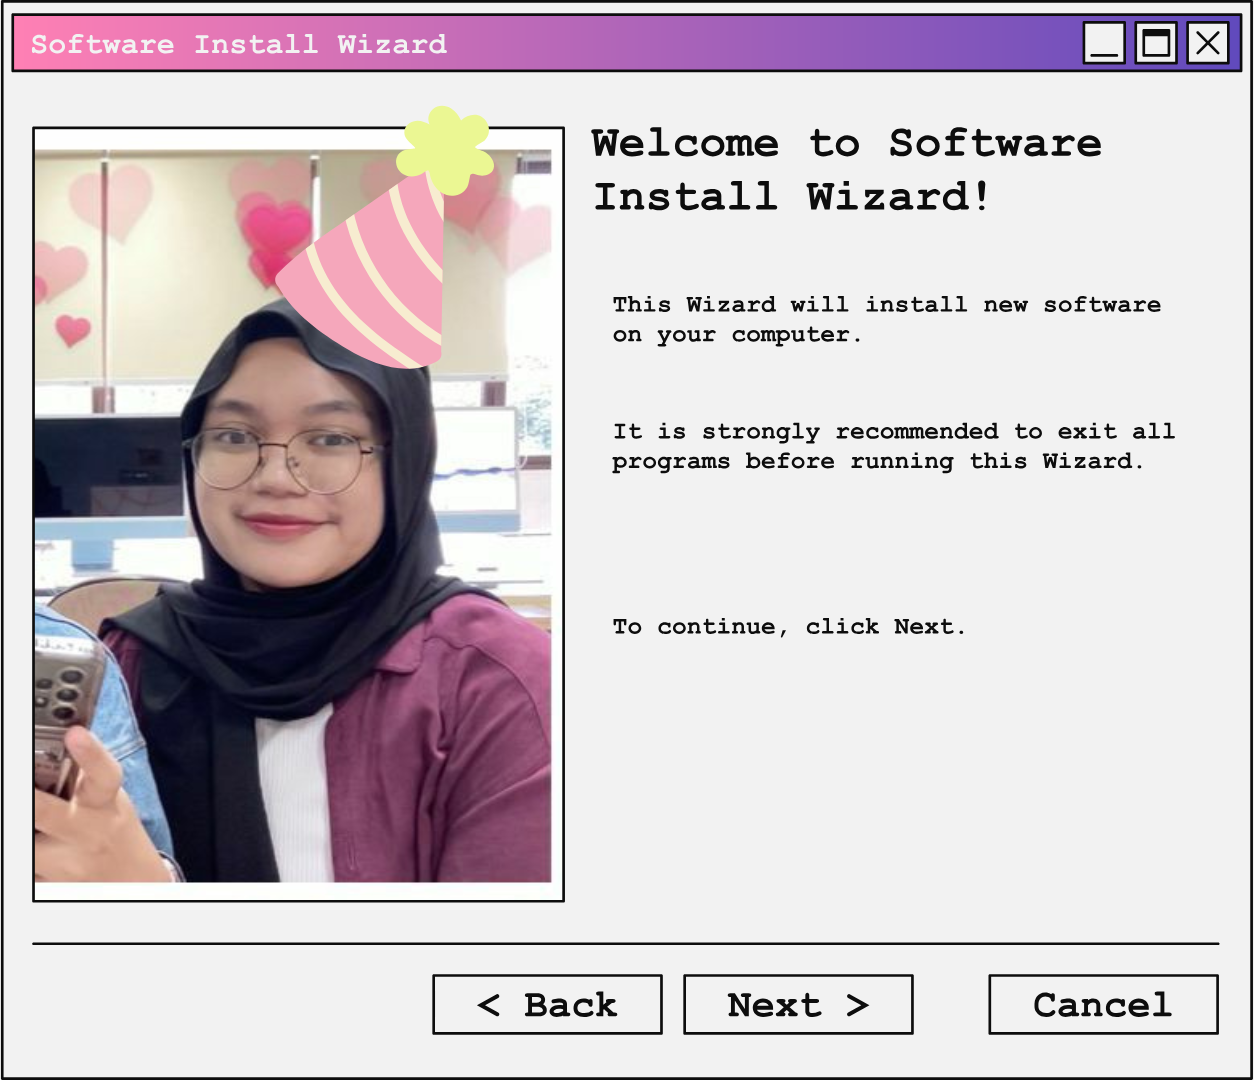 Software Install Wizard
Welcome to Software
Install Wizard!
This Wizard will install new software
on your computer.
It is strongly recommended to exit all
programs before running this Wizard.
To continue, click Next.
< Back
Next >
Cancel